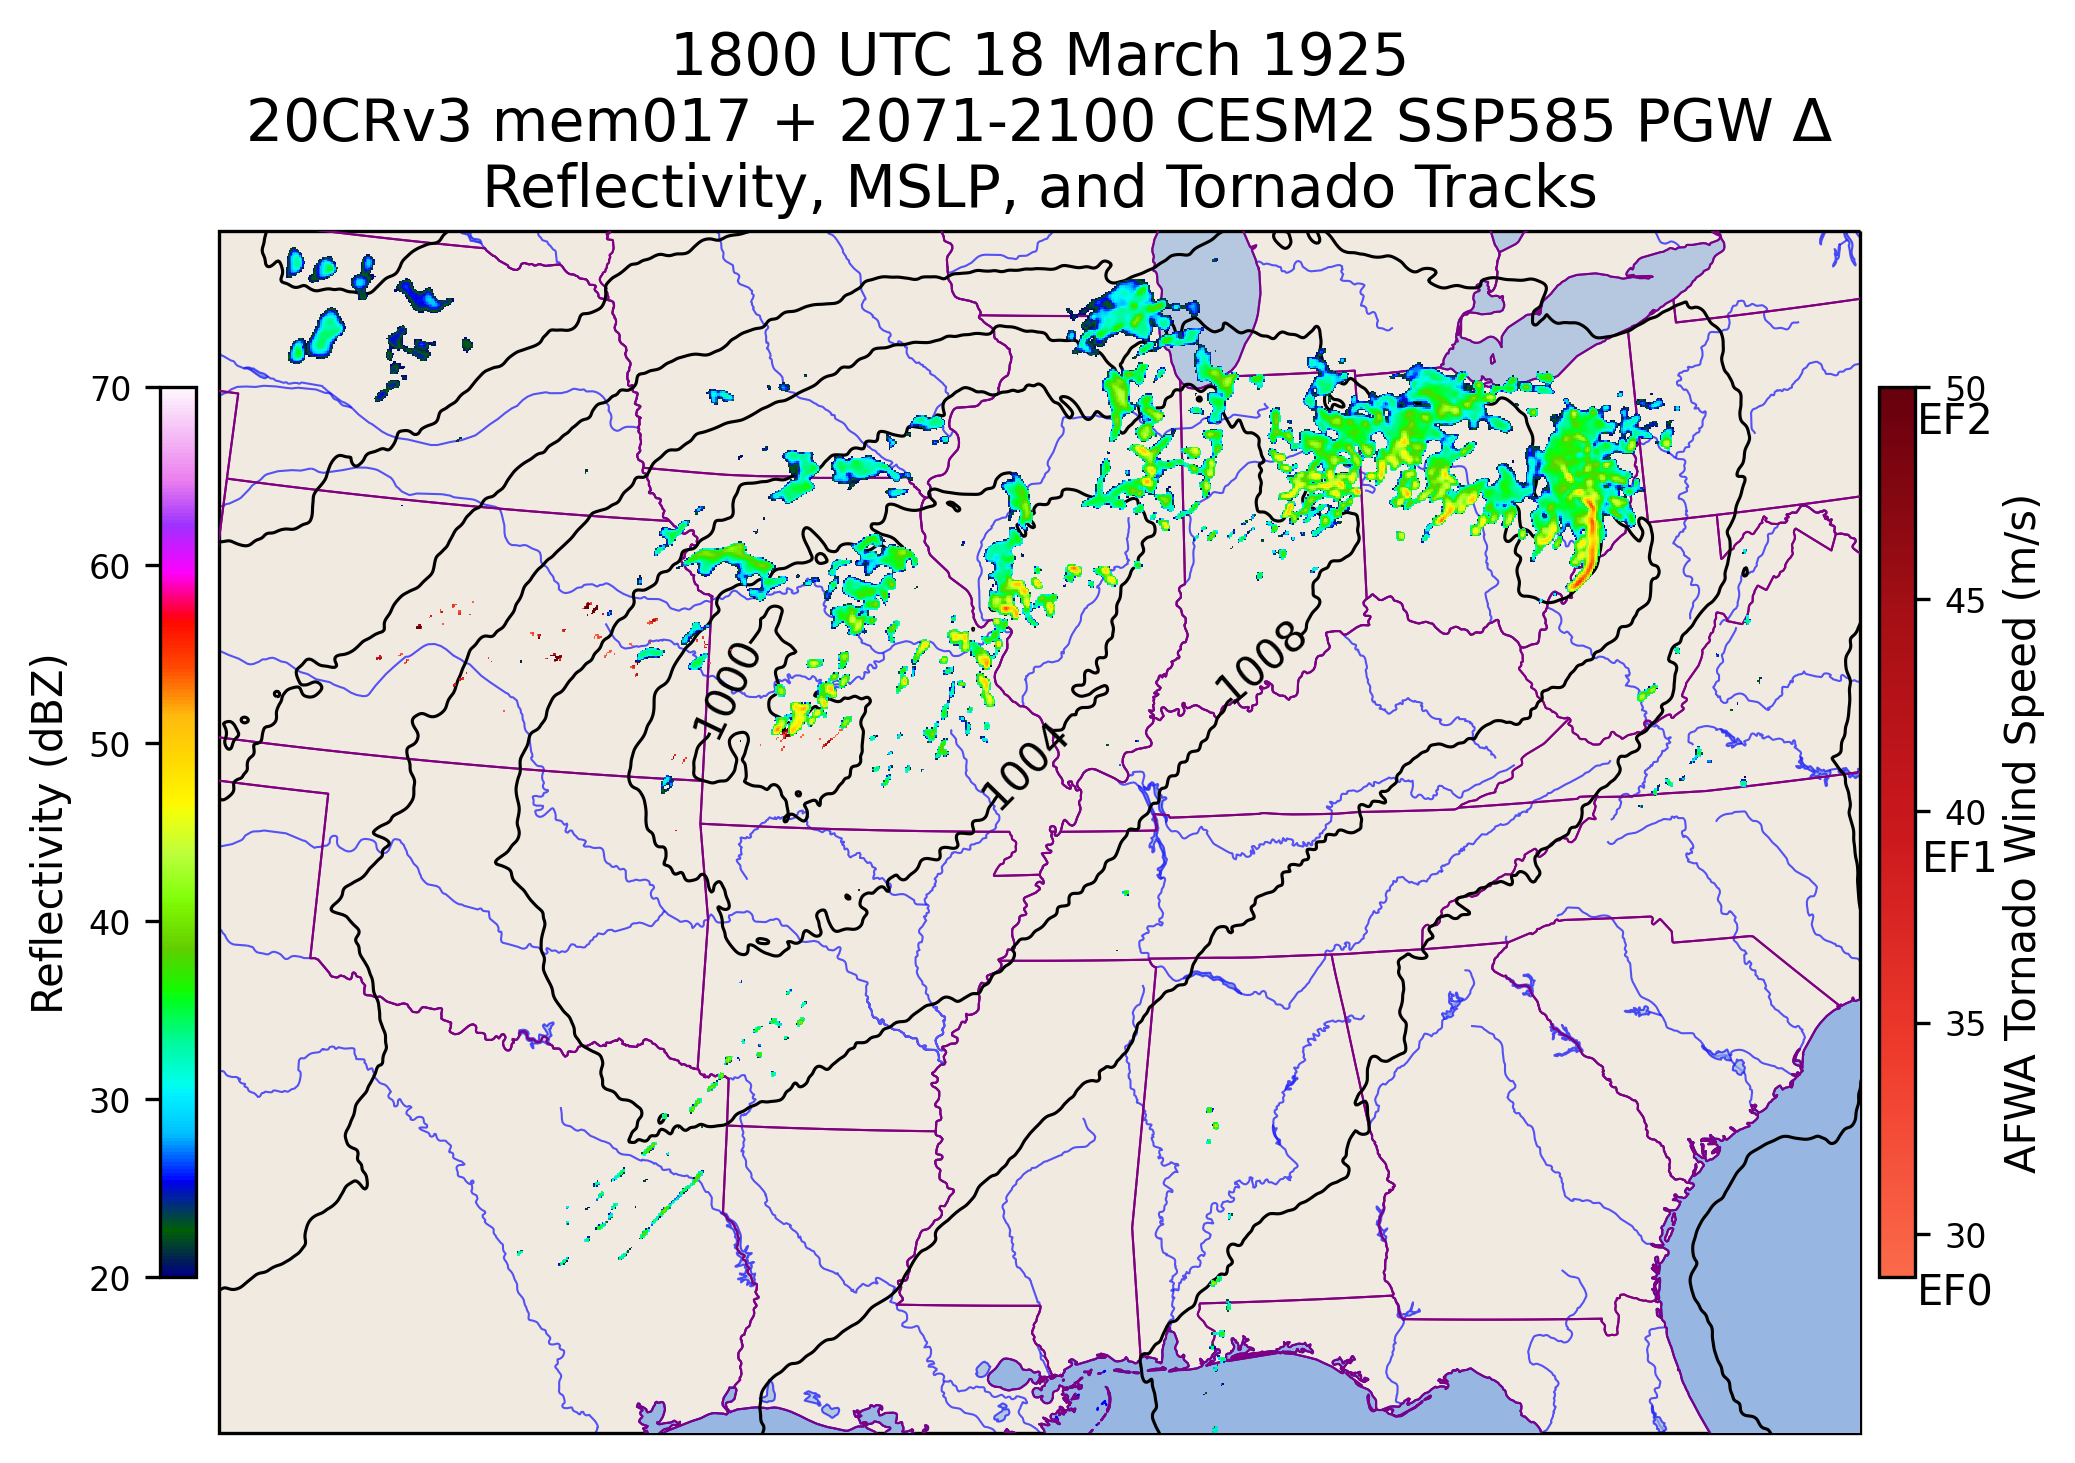 1800 UTC 18 March 1925
20CRv3 mem017 + 2071-2100 CESM2 SSP585 PGW Δ
Reflectivity, MSLP, and Tornado Tracks
Reflectivity (dBZ)
70
60
50
40
30
20
1000
1004
1008
50
EF2
45
40
EF1
35
30
EF0
AFWA Tornado Wind Speed (m/s)